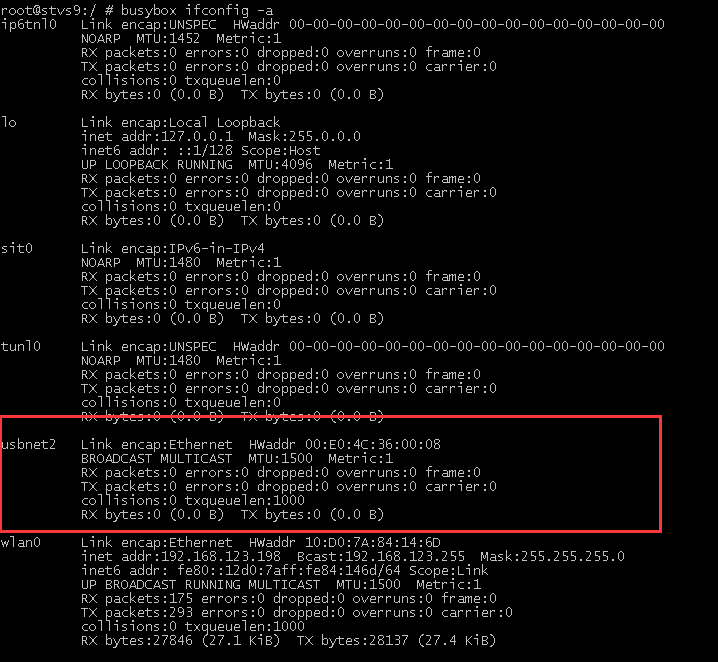 root@stvs9:/ # busybox ifconfig -a
ip6tnl0   Link encap:UNSPEC  HWaddr 00-00-00-00-00-00-00-00-00-00-00-00-00-00-00-00
          NOARP  MTU:1452  Metric:1
          RX packets:0 errors:0 dropped:0 overruns:0 frame:0
          TX packets:0 errors:0 dropped:0 overruns:0 carrier:0
          collisions:0 txqueuelen:0
          RX bytes:0 (0.0 B)  TX bytes:0 (0.0 B)
lo        Link encap:Local Loopback
          inet addr:127.0.0.1  Mask:255.0.0.0
          inet6 addr: ::1/128 Scope:Host
          UP LOOPBACK RUNNING  MTU:4096  Metric:1
          RX packets:0 errors:0 dropped:0 overruns:0 frame:0
          TX packets:0 errors:0 dropped:0 overruns:0 carrier:0
          collisions:0 txqueuelen:0
          RX bytes:0 (0.0 B)  TX bytes:0 (0.0 B)
sit0      Link encap:IPv6-in-IPv4
          NOARP  MTU:1480  Metric:1
          RX packets:0 errors:0 dropped:0 overruns:0 frame:0
          TX packets:0 errors:0 dropped:0 overruns:0 carrier:0
          collisions:0 txqueuelen:0
          RX bytes:0 (0.0 B)  TX bytes:0 (0.0 B)
tunl0     Link encap:UNSPEC  HWaddr 00-00-00-00-00-00-00-00-00-00-00-00-00-00-00-00
          NOARP  MTU:1480  Metric:1
          RX packets:0 errors:0 dropped:0 overruns:0 frame:0
          TX packets:0 errors:0 dropped:0 overruns:0 carrier:0
          collisions:0 txqueuelen:0
          RX bytes:0 (0.0 B)  TX bytes:0 (0.0 B)
usbnet2   Link encap:Ethernet  HWaddr 00:E0:4C:36:00:08
          BROADCAST MULTICAST  MTU:1500  Metric:1
          RX packets:0 errors:0 dropped:0 overruns:0 frame:0
          TX packets:0 errors:0 dropped:0 overruns:0 carrier:0
          collisions:0 txqueuelen:1000
          RX bytes:0 (0.0 B)  TX bytes:0 (0.0 B)
wlan0     Link encap:Ethernet  HWaddr 10:D0:7A:84:14:6D
          inet addr:192.168.123.198  Bcast:192.168.123.255  Mask:255.255.255.0
          inet6 addr: fe80::12d0:7aff:fe84:146d/64 Scope:Link
          UP BROADCAST RUNNING MULTICAST  MTU:1500  Metric:1
          RX packets:175 errors:0 dropped:0 overruns:0 frame:0
          TX packets:293 errors:0 dropped:0 overruns:0 carrier:0
          collisions:0 txqueuelen:1000
          RX bytes:27846 (27.1 KiB)  TX bytes:28137 (27.4 KiB)